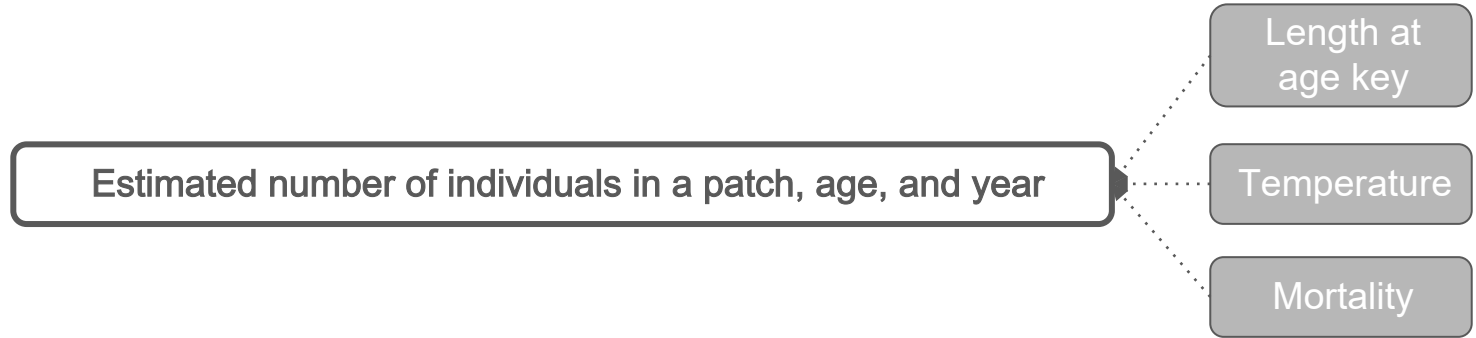 Length at
age key
Estimated number of individuals in a patch, age, and year
Temperature
Mortality